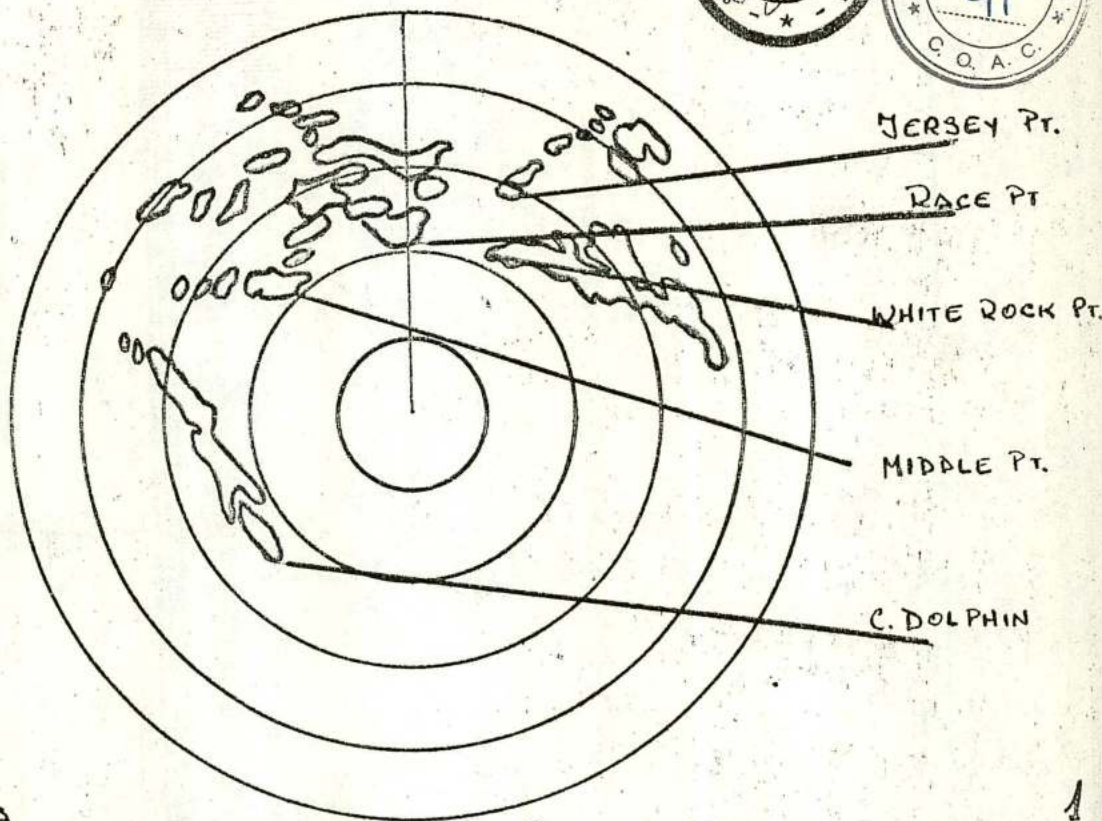 C. O. A. C.
JERSEY PT.
RACE PT
WHITE ROCK PT.
MIDDLE PT.
C. DOLPHIN
1